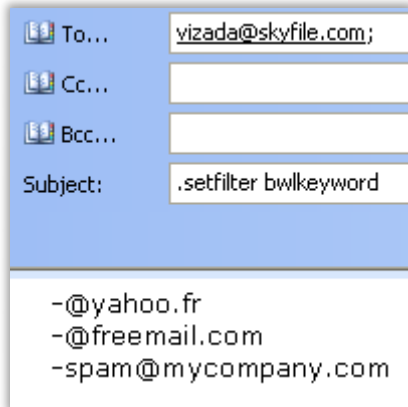 To... vizada@skyfile.com;
Cc...
Bcc...
Subject: .setfilter bwlkeyword
-@yahoo.fr
-@freemail.com
-spam@mycompany.com